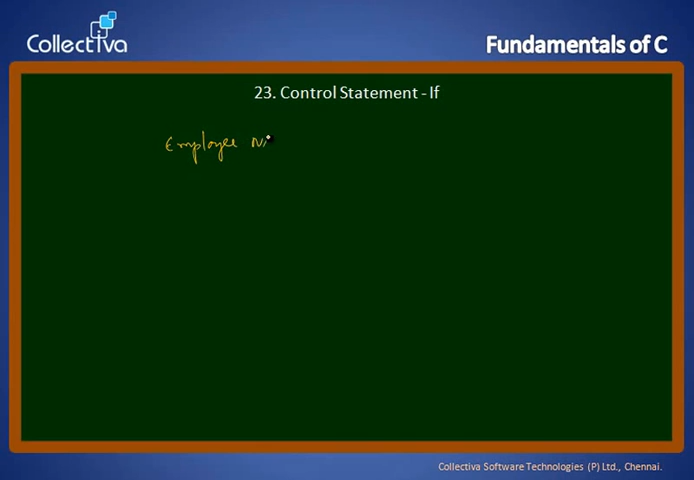 Collectiva
Fundamentals of C
23. Control Statement - If
Employee
Collectiva Software Technologies (P) Ltd., Chennai.